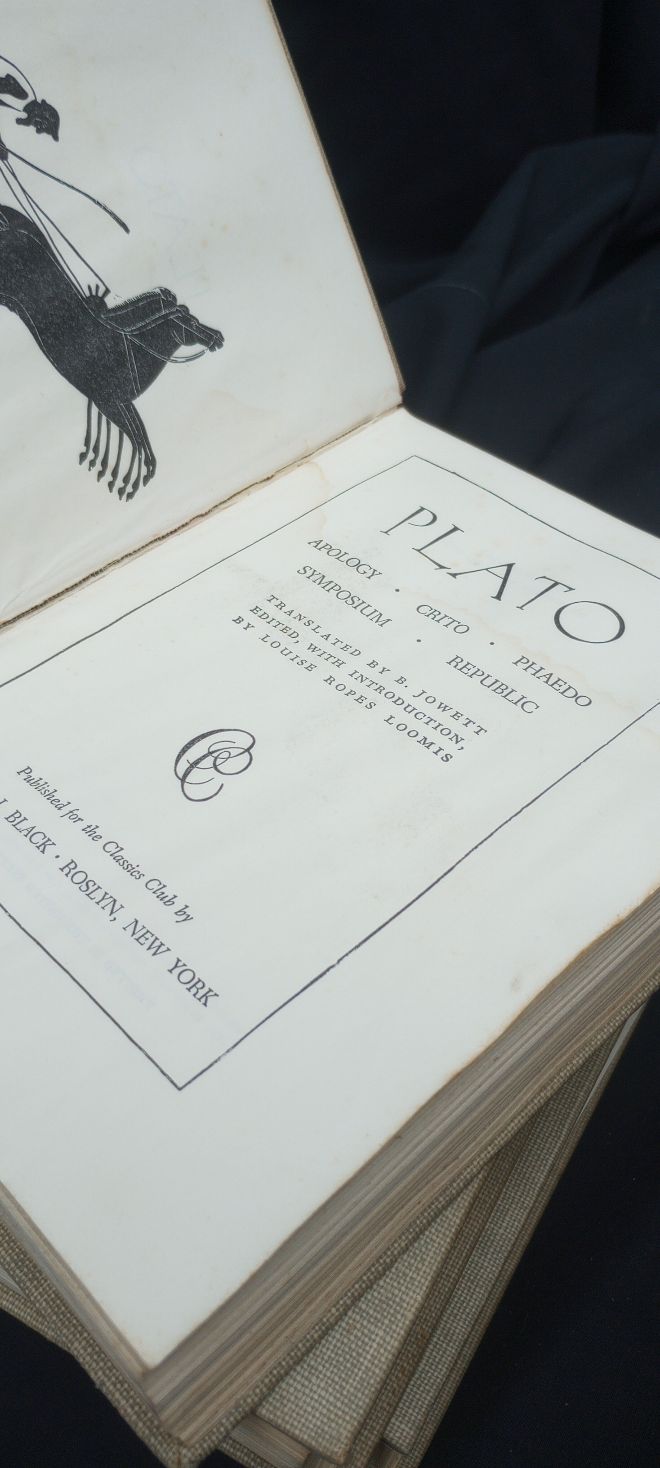 PLATO
APOLOGY · CRITO · PHAEDO
SYMPOSIUM · REPUBLIC
TRANSLATED BY B. JOWETT
EDITED, WITH INTRODUCTION,
BY LOUISE ROPES LOOMIS
Published for the Classics Club by
BLACK · ROSLYN, NEW YORK